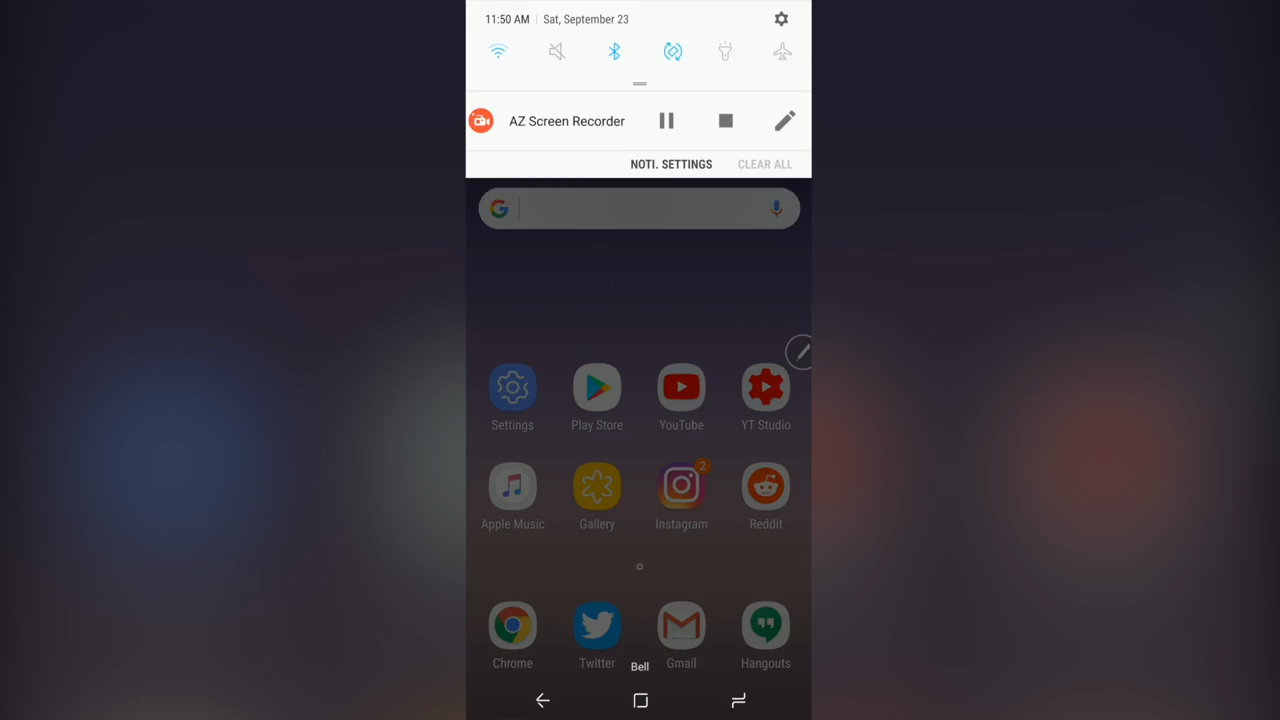 11:50 AM | Sat, September 23
AZ Screen Recorder
NOTI. SETTINGS CLEAR ALL
G
Settings Play Store YouTube YT Studio
2
Apple Music Gallery Instagram Reddit
Chrome Twitter Gmail Hangouts
Bell